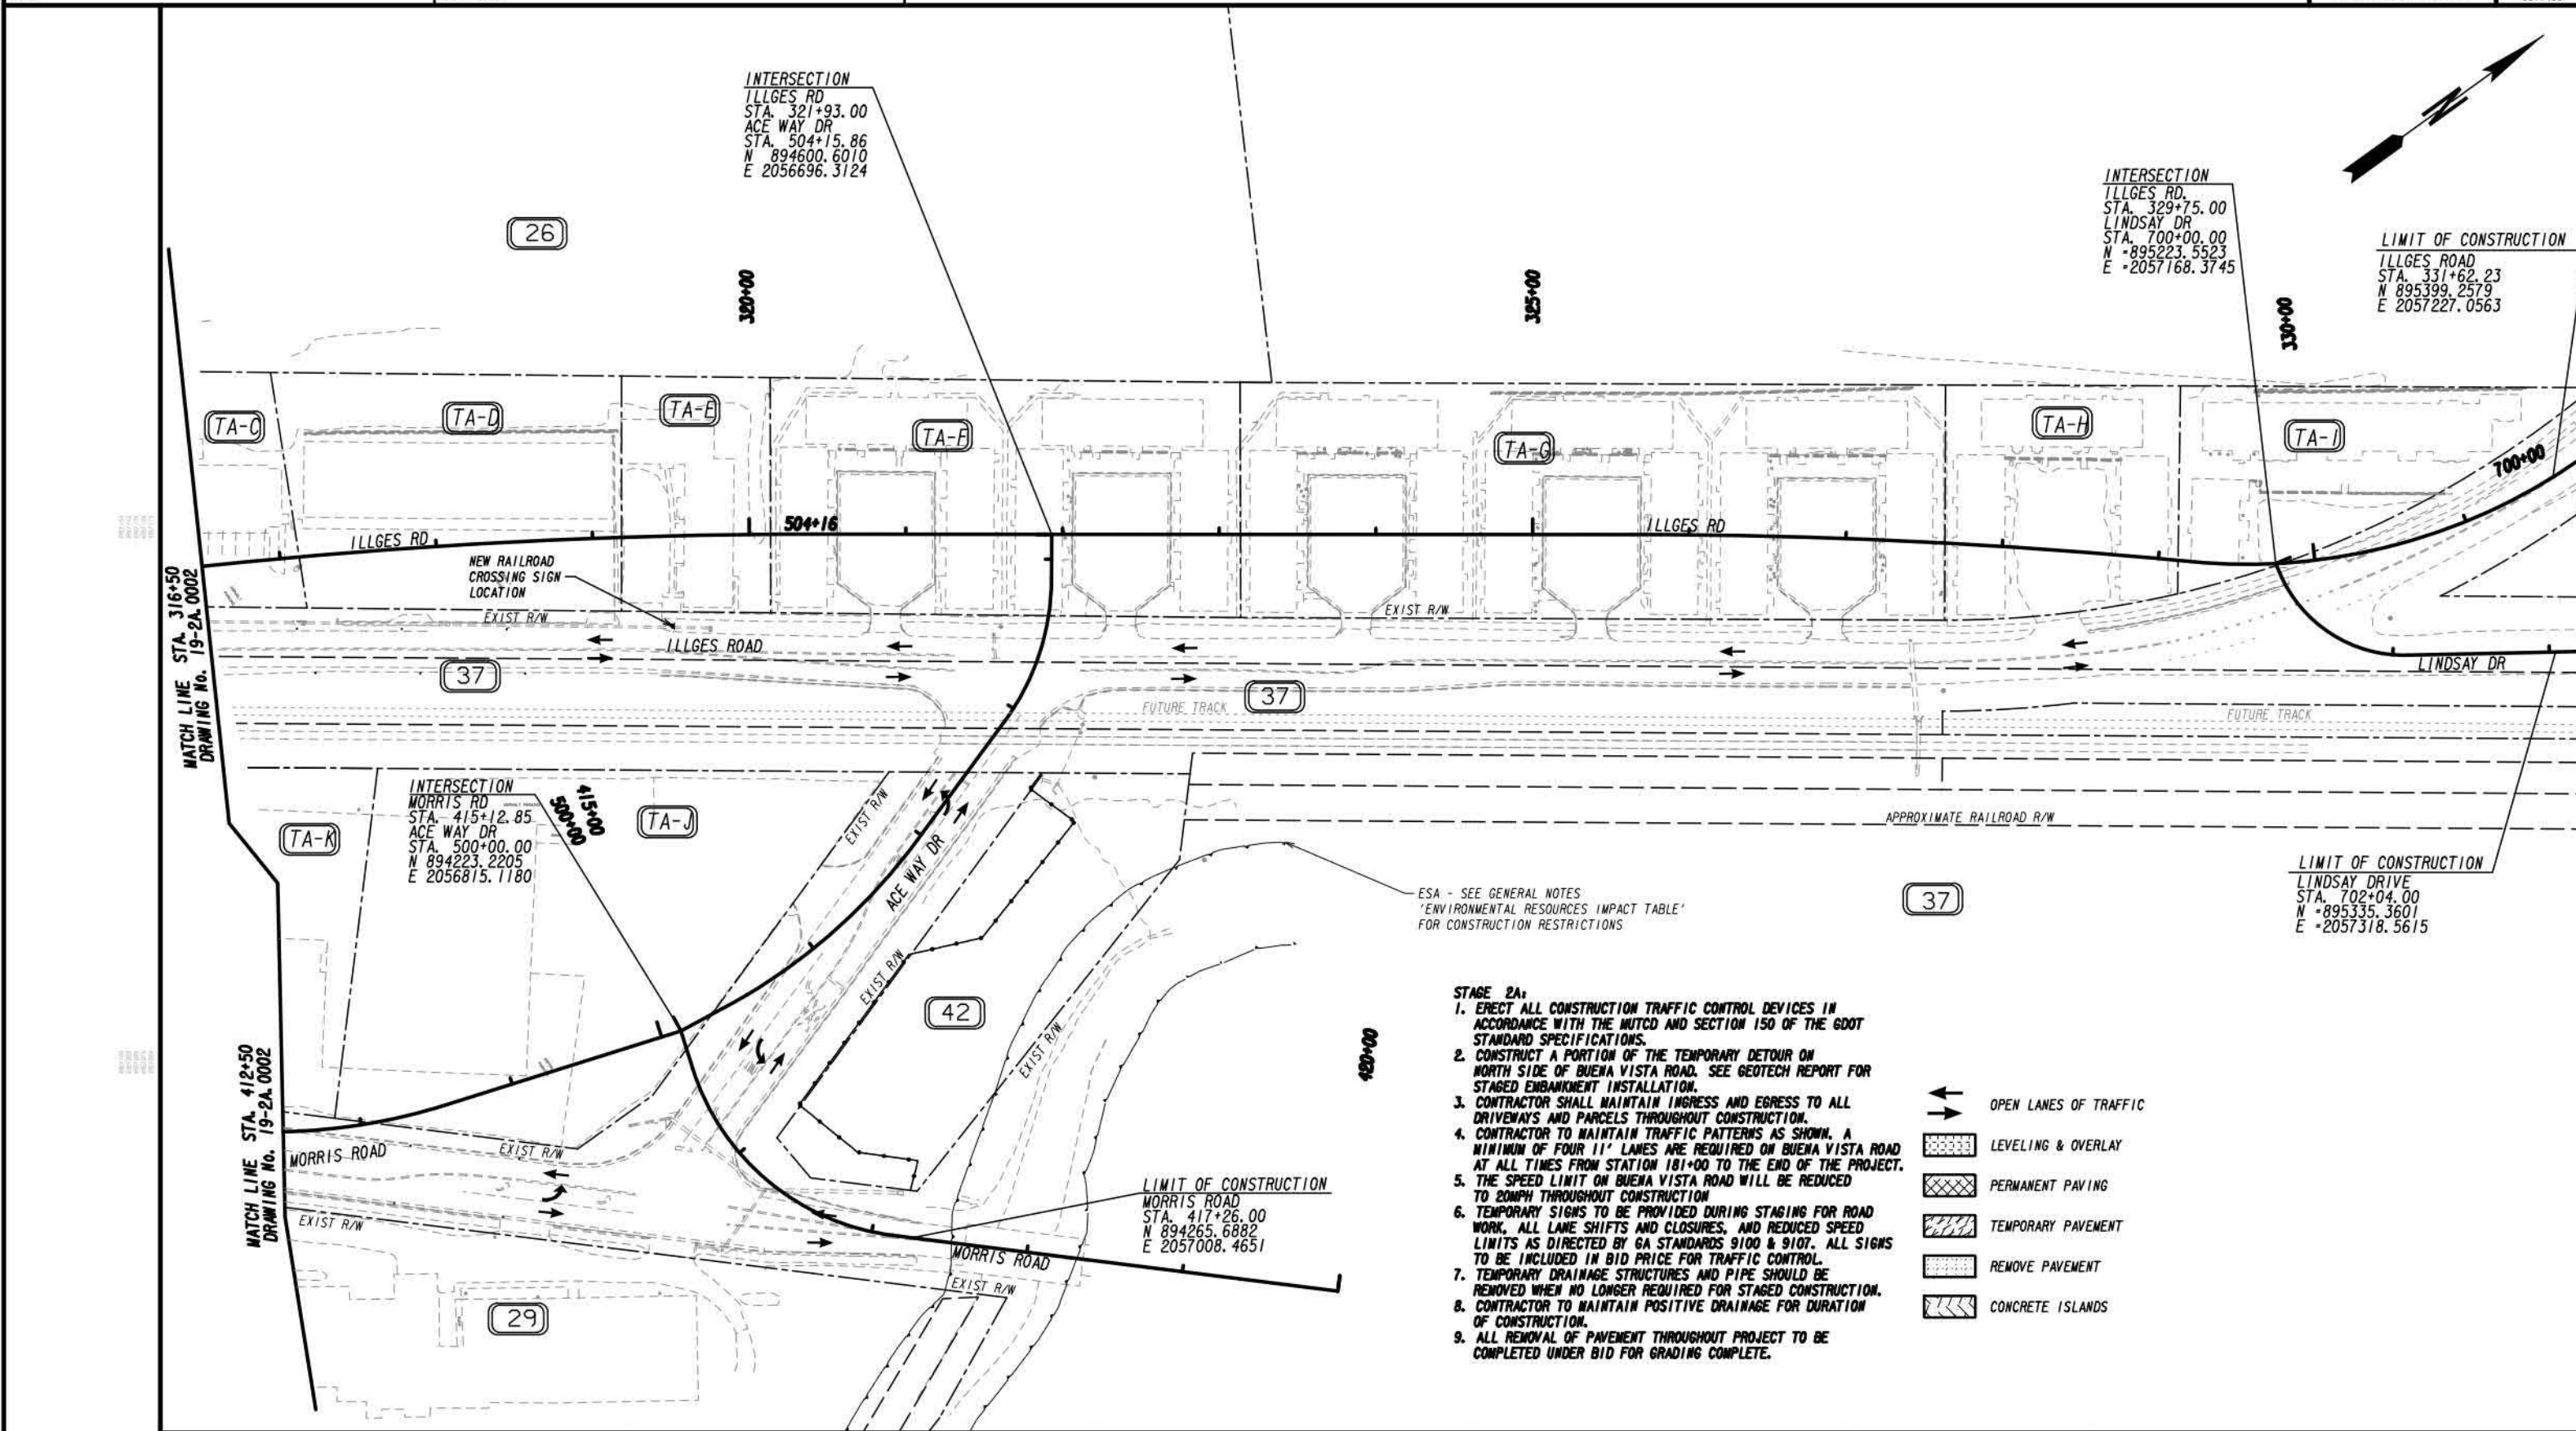 INTERSECTION
ILLGES RD
STA. 321+93.00
ACE WAY DR
STA. 504+15.86
N 894600.6010
E 2056696.3124
N
INTERSECTION
ILLGES RD.
STA. 329+75.00
LINDSAY DR
STA. 700+00.00
N =895223.5523
E =2057168.3745
LIMIT OF CONSTRUCTION
ILLGES ROAD
STA. 331+62.23
N 895399.2579
E 2057227.0563
26
320+00
325+00
330+00
TA-C
TA-D
TA-E
TA-F
TA-G
TA-H
TA-I
700+00
504+16
ILLGES RD
ILLGES RD
NEW RAILROAD
CROSSING SIGN
LOCATION
MATCH LINE STA. 316+50
DRAWING No. 19-2A.0002
EXIST R/W
EXIST R/W
ILLGES ROAD
37
37
LINDSAY DR
FUTURE TRACK
FUTURE TRACK
INTERSECTION
MORRIS RD
STA. 415+12.85
ACE WAY DR
STA. 500+00.00
N 894223.2205
E 2056815.1180
415+00
500+00
TA-J
TA-K
EXIST R/W
ACE WAY DR
APPROXIMATE RAILROAD R/W
ESA - SEE GENERAL NOTES
'ENVIRONMENTAL RESOURCES IMPACT TABLE'
FOR CONSTRUCTION RESTRICTIONS
37
LIMIT OF CONSTRUCTION
LINDSAY DRIVE
STA. 702+04.00
N =895335.3601
E =2057318.5615
EXIST R/W
42
EXIST R/W
420+00
MATCH LINE STA. 412+50
DRAWING No. 19-2A.0002
MORRIS ROAD
EXIST R/W
EXIST R/W
LIMIT OF CONSTRUCTION
MORRIS ROAD
STA. 417+26.00
N 894265.6882
E 2057008.4651
MORRIS ROAD
EXIST R/W
29
STAGE 2A:
1. ERECT ALL CONSTRUCTION TRAFFIC CONTROL DEVICES IN
ACCORDANCE WITH THE MUTCD AND SECTION 150 OF THE GDOT
STANDARD SPECIFICATIONS.
2. CONSTRUCT A PORTION OF THE TEMPORARY DETOUR ON
NORTH SIDE OF BUENA VISTA ROAD. SEE GEOTECH REPORT FOR
STAGED EMBANKMENT INSTALLATION.
3. CONTRACTOR SHALL MAINTAIN INGRESS AND EGRESS TO ALL
DRIVEWAYS AND PARCELS THROUGHOUT CONSTRUCTION.
4. CONTRACTOR TO MAINTAIN TRAFFIC PATTERNS AS SHOWN. A
MINIMUM OF FOUR 11' LANES ARE REQUIRED ON BUENA VISTA ROAD
AT ALL TIMES FROM STATION 181+00 TO THE END OF THE PROJECT.
5. THE SPEED LIMIT ON BUENA VISTA ROAD WILL BE REDUCED
TO 20MPH THROUGHOUT CONSTRUCTION
6. TEMPORARY SIGNS TO BE PROVIDED DURING STAGING FOR ROAD
WORK, ALL LANE SHIFTS AND CLOSURES, AND REDUCED SPEED
LIMITS AS DIRECTED BY GA STANDARDS 9100 & 9107. ALL SIGNS
TO BE INCLUDED IN BID PRICE FOR TRAFFIC CONTROL.
7. TEMPORARY DRAINAGE STRUCTURES AND PIPE SHOULD BE
REMOVED WHEN NO LONGER REQUIRED FOR STAGED CONSTRUCTION.
8. CONTRACTOR TO MAINTAIN POSITIVE DRAINAGE FOR DURATION
OF CONSTRUCTION.
9. ALL REMOVAL OF PAVEMENT THROUGHOUT PROJECT TO BE
COMPLETED UNDER BID FOR GRADING COMPLETE.
OPEN LANES OF TRAFFIC
LEVELING & OVERLAY
PERMANENT PAVING
TEMPORARY PAVEMENT
REMOVE PAVEMENT
CONCRETE ISLANDS